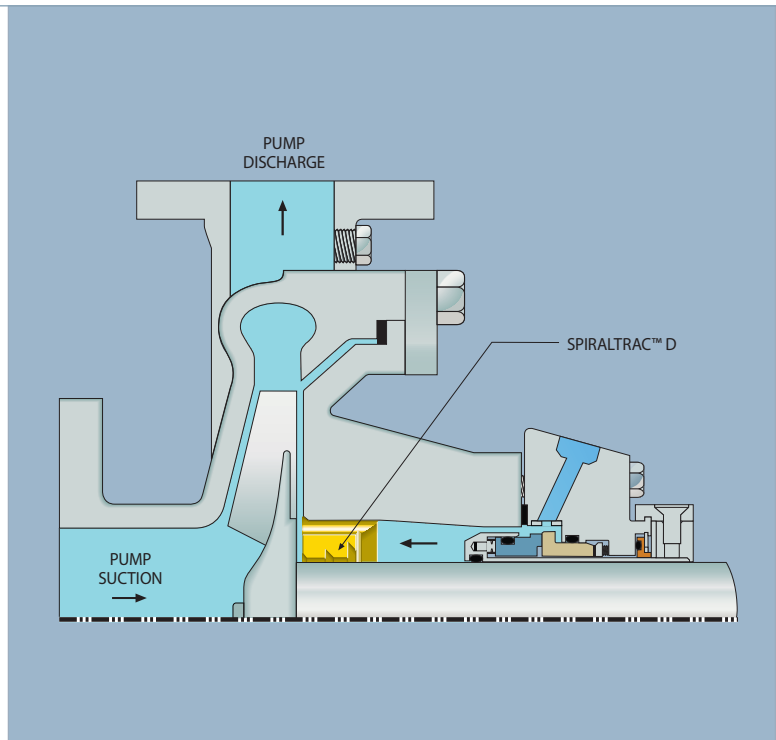 PUMP
DISCHARGE
SPIRALTRAC™ D
PUMP
SUCTION